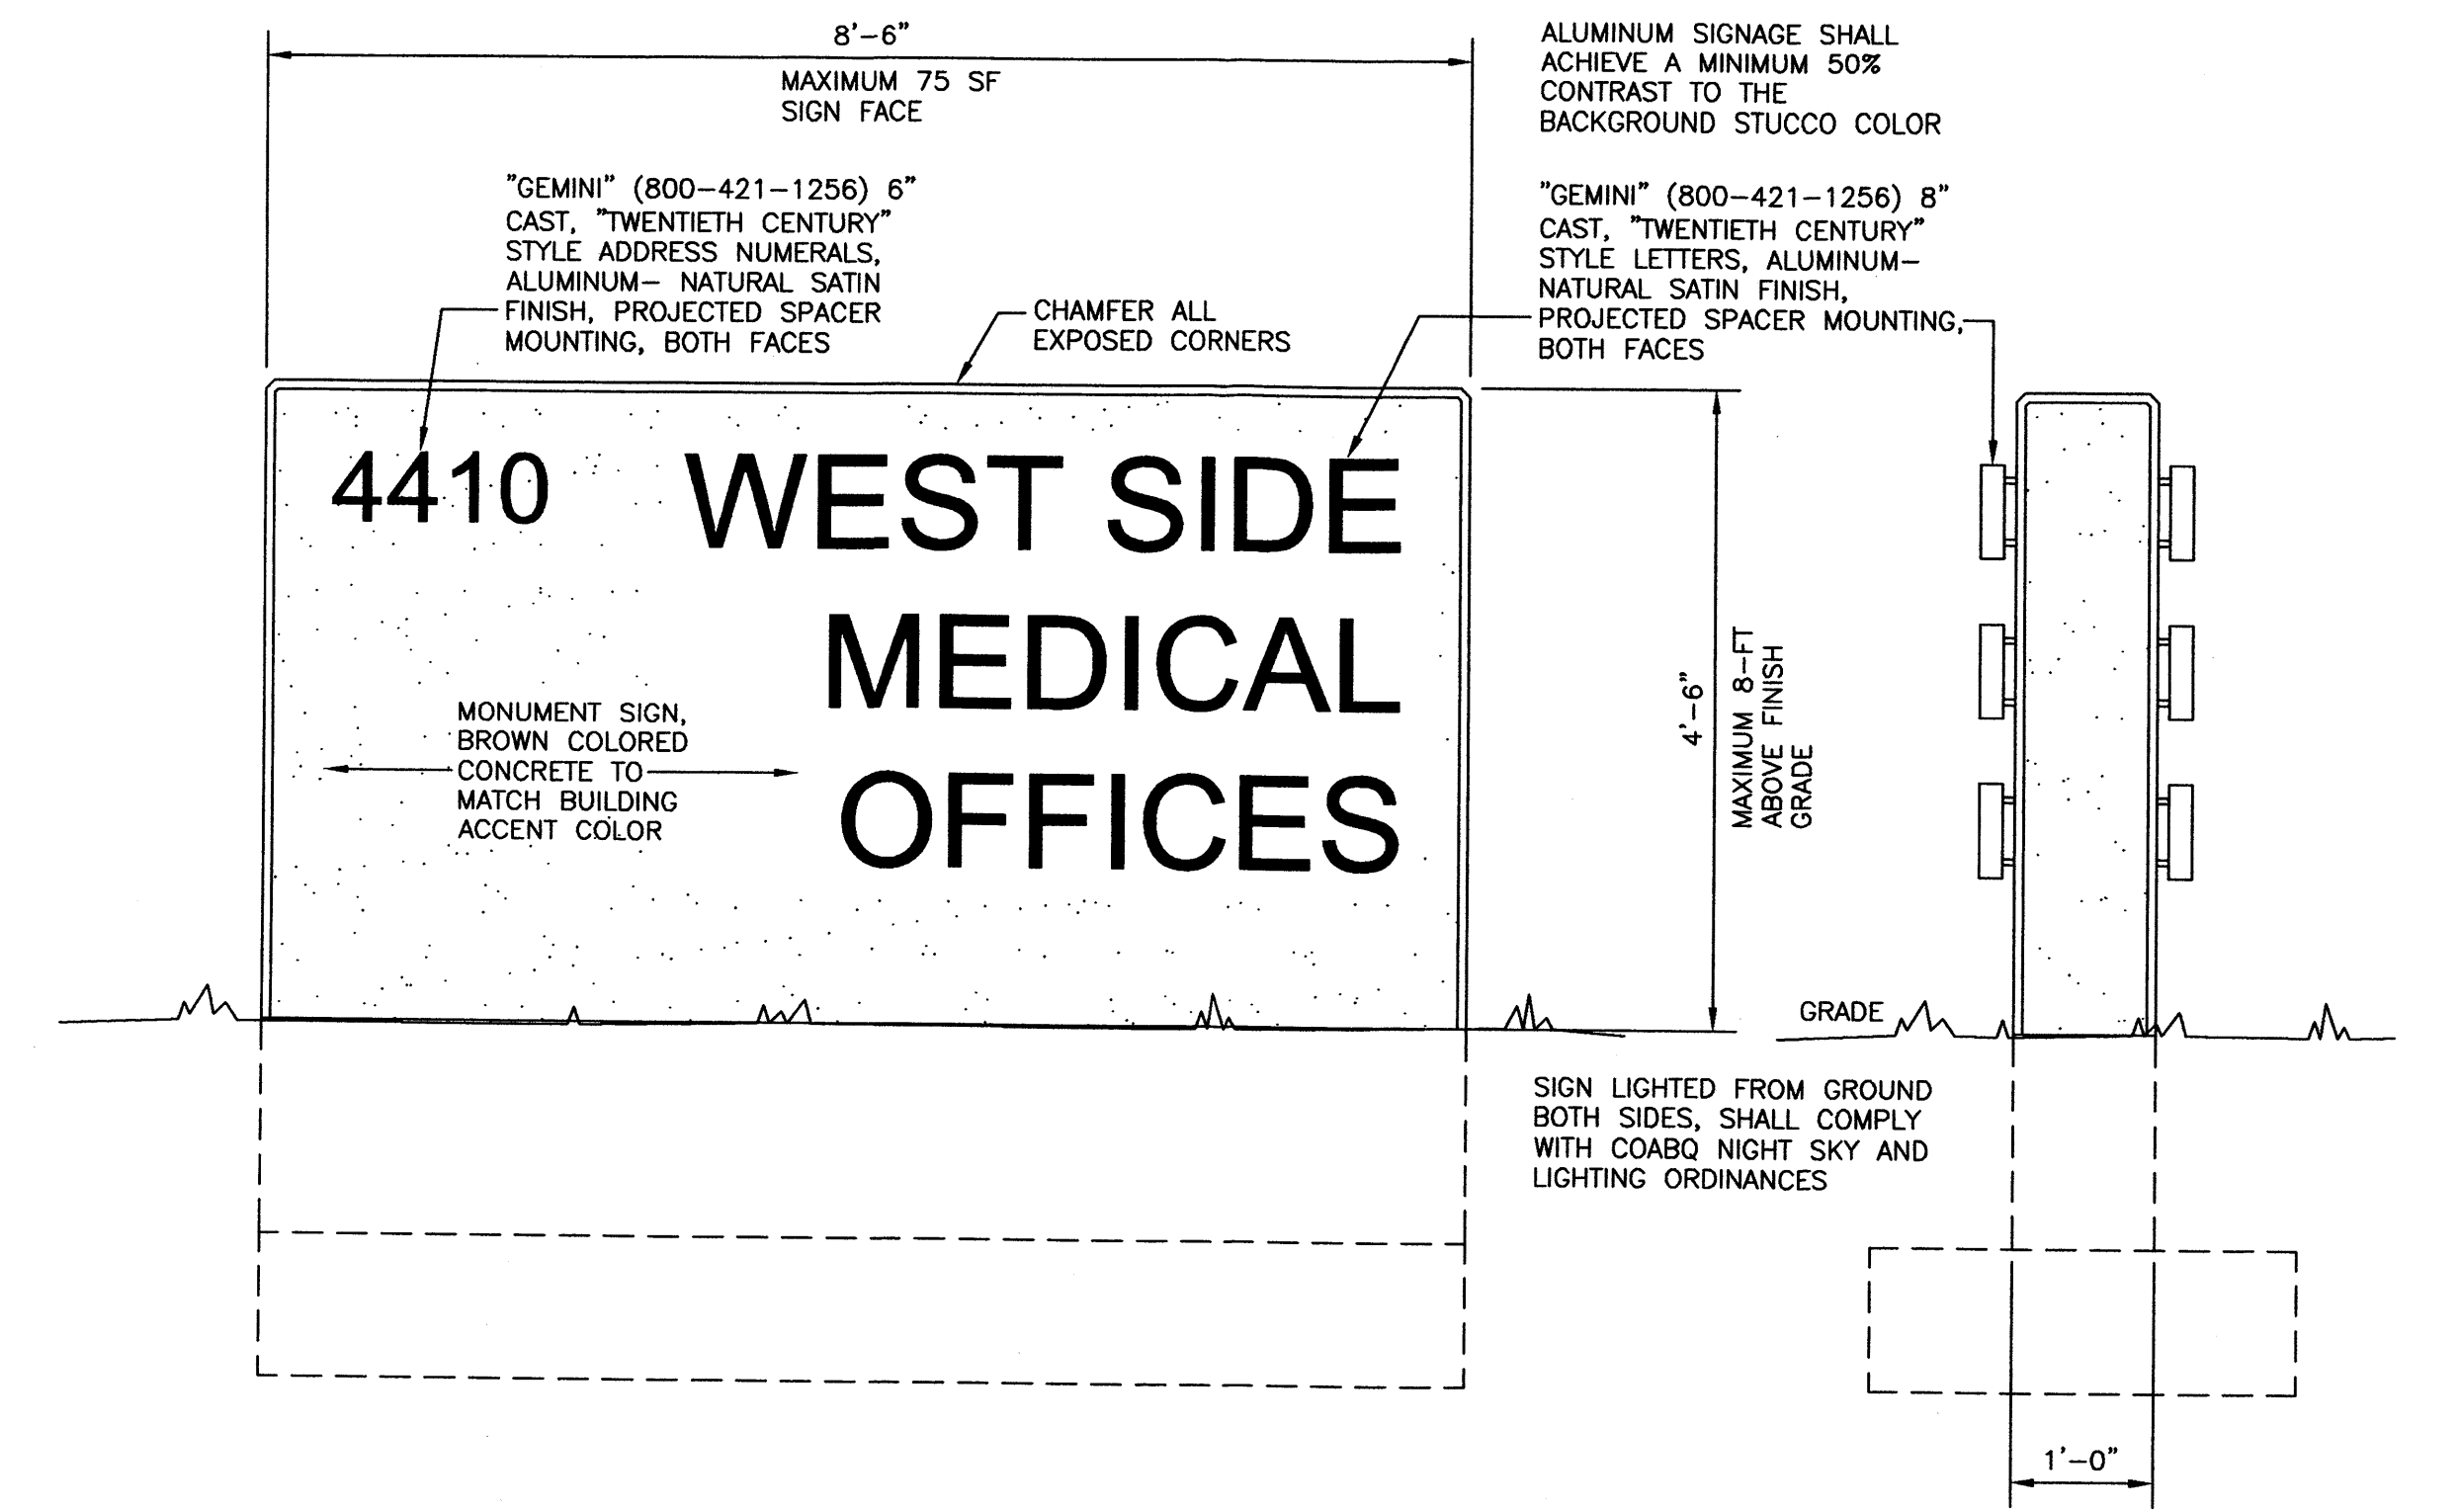 8'-6"
MAXIMUM 75 SF
SIGN FACE
ALUMINUM SIGNAGE SHALL
ACHIEVE A MINIMUM 50%
CONTRAST TO THE
BACKGROUND STUCCO COLOR
"GEMINI" (800-421-1256) 6"
CAST, "TWENTIETH CENTURY"
STYLE ADDRESS NUMERALS,
ALUMINUM- NATURAL SATIN
FINISH, PROJECTED SPACER
MOUNTING, BOTH FACES
CHAMFER ALL
EXPOSED CORNERS
"GEMINI" (800-421-1256) 8"
CAST, "TWENTIETH CENTURY"
STYLE LETTERS, ALUMINUM-
NATURAL SATIN FINISH,
PROJECTED SPACER MOUNTING,
BOTH FACES
4410
WEST SIDE
MEDICAL
OFFICES
MONUMENT SIGN,
BROWN COLORED
CONCRETE TO
MATCH BUILDING
ACCENT COLOR
4'-6"
MAXIMUM 8-FT
ABOVE FINISH
GRADE
GRADE
SIGN LIGHTED FROM GROUND
BOTH SIDES, SHALL COMPLY
WITH COABQ NIGHT SKY AND
LIGHTING ORDINANCES
1'-0"